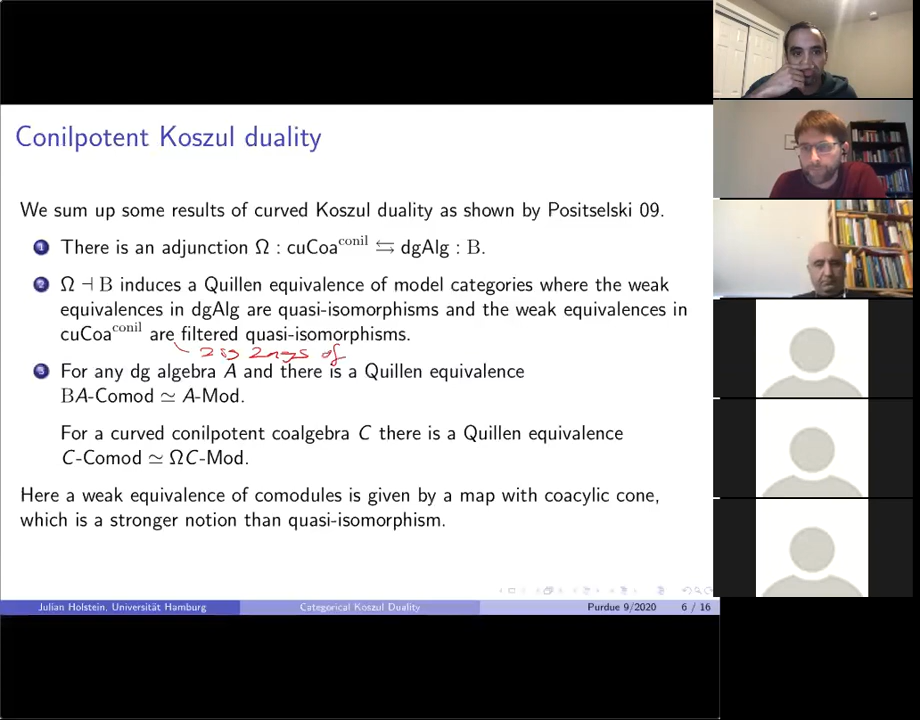 Conilpotent Koszul duality
We sum up some results of curved Koszul duality as shown by Positselski 09.
1 There is an adjunction Ω : cuCoa^conil ⇆ dgAlg : B.
2 Ω ⊣ B induces a Quillen equivalence of model categories where the weak
equivalences in dgAlg are quasi-isomorphisms and the weak equivalences in
cuCoa^conil are filtered quasi-isomorphisms.
zig zags of
3 For any dg algebra A and there is a Quillen equivalence
BA-Comod ≃ A-Mod.
For a curved conilpotent coalgebra C there is a Quillen equivalence
C-Comod ≃ ΩC-Mod.
Here a weak equivalence of comodules is given by a map with coacylic cone,
which is a stronger notion than quasi-isomorphism.
Julian Holstein, Universität Hamburg Categorical Koszul Duality Purdue 9/2020 6 / 16